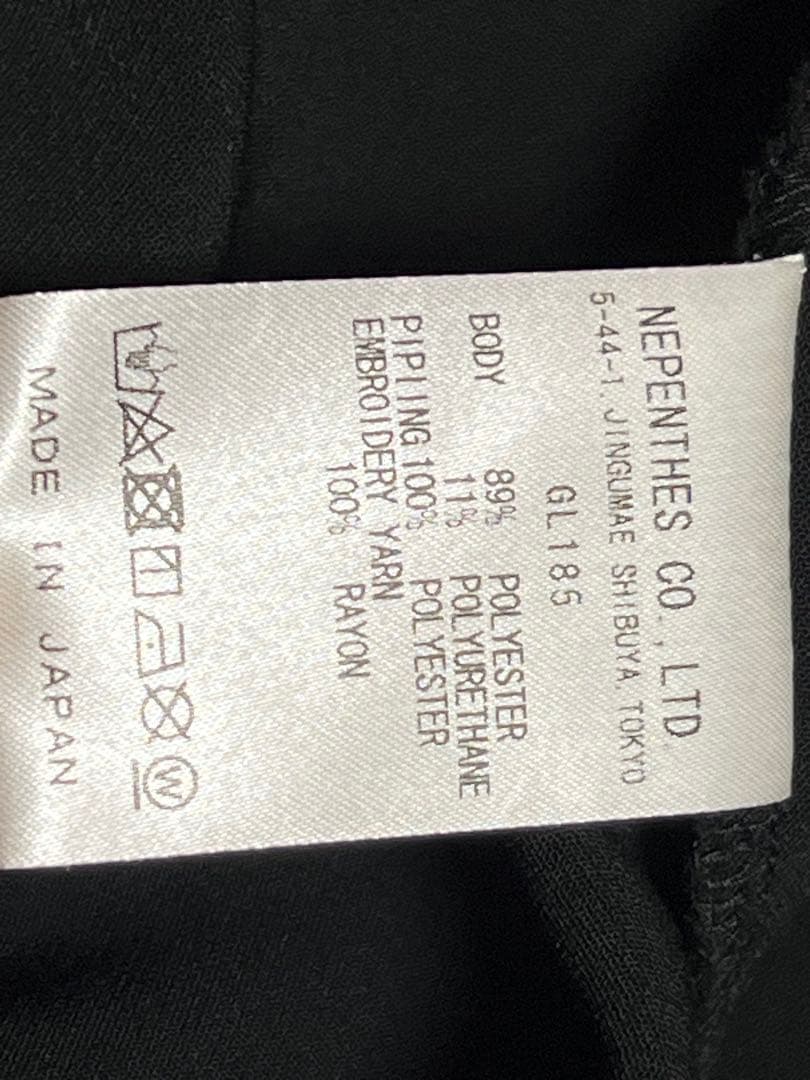 NEPENTHES CO.,LTD.
5-44-1, JINGUMAE SHIBUYA, TOKYO
GL185
BODY 89% POLYESTER
11% POLYURETHANE
PIPIING 100% POLYESTER
EMBROIDERY YARN
100% RAYON
W
MADE IN JAPAN